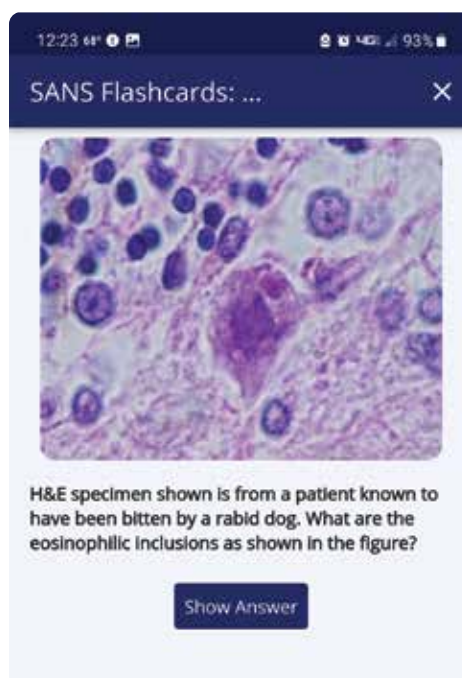 12:23 68°
93%
SANS Flashcards: ...
H&E specimen shown is from a patient known to
have been bitten by a rabid dog. What are the
eosinophilic inclusions as shown in the figure?
Show Answer